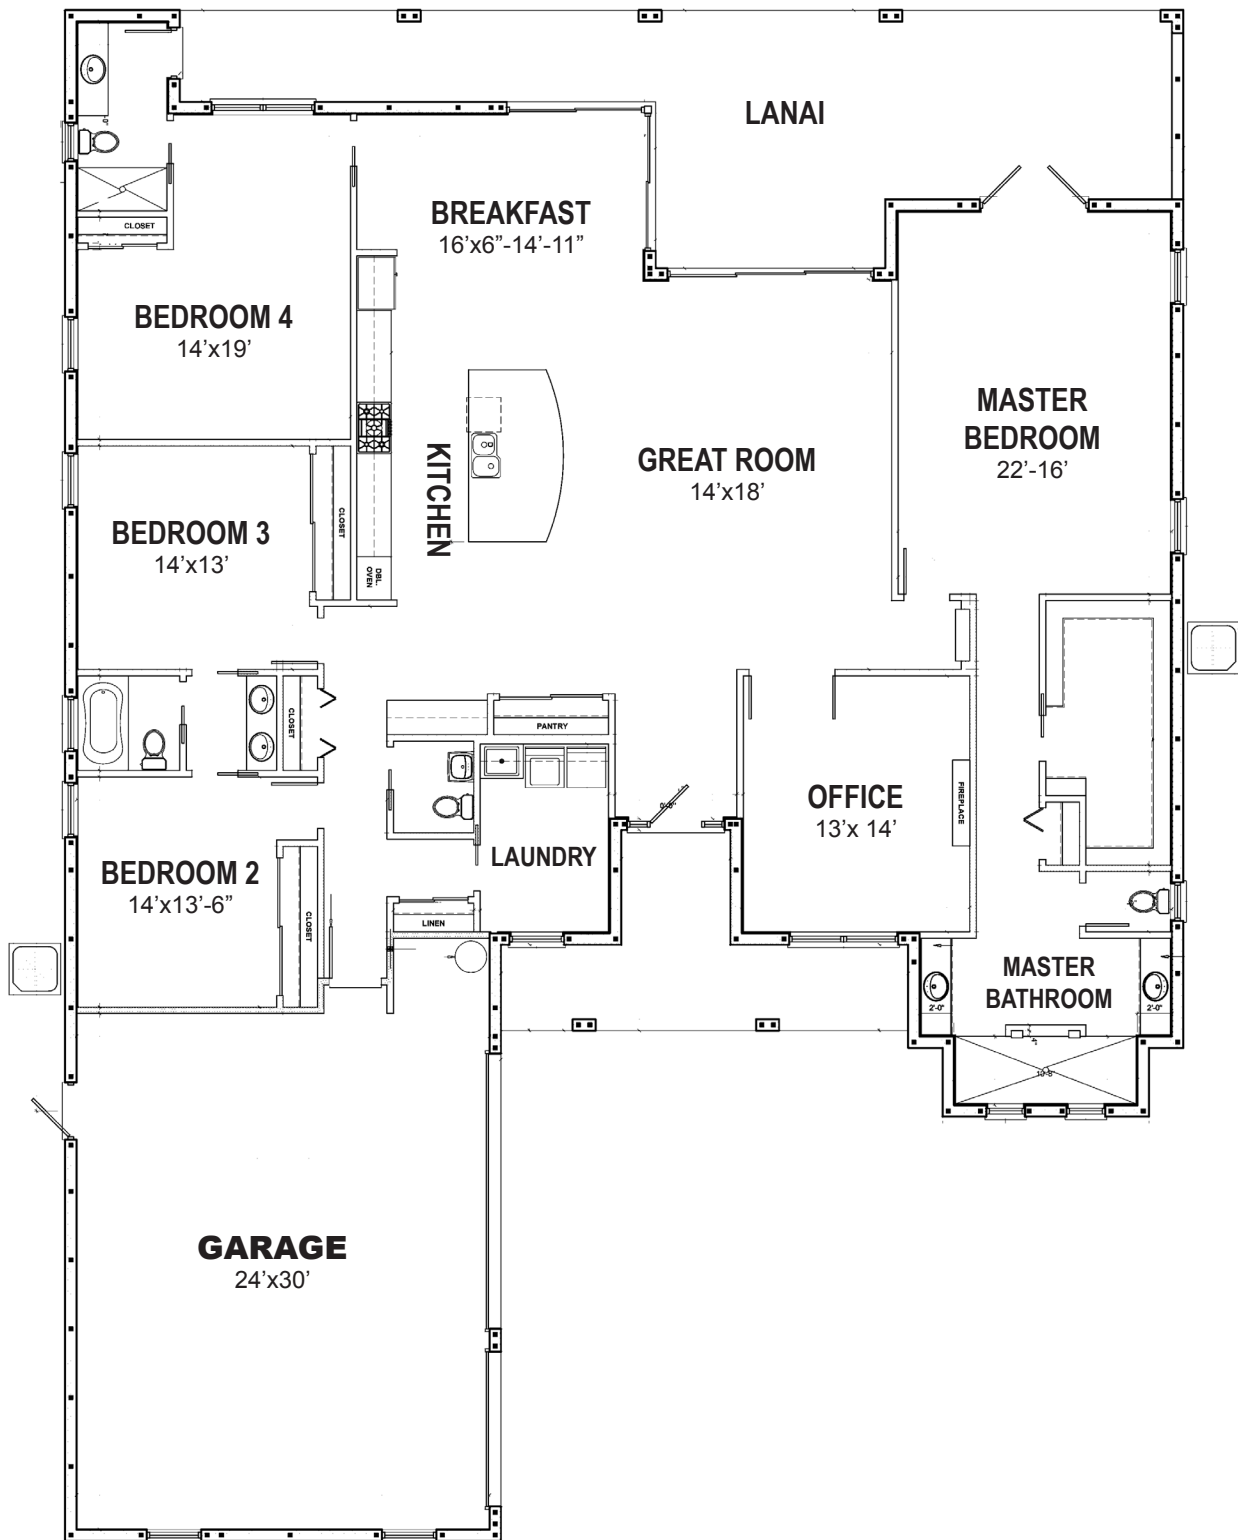 LANAI
BREAKFAST
16’x6”-14’-11”
CLOSET
BEDROOM 4
14’x19’
MASTER
BEDROOM
22’-16’
KITCHEN
GREAT ROOM
14’x18’
BEDROOM 3
14’x13’
CLOSET
DBL.
OVEN
CLOSET
PANTRY
FIREPLACE
OFFICE
13’x 14’
LAUNDRY
BEDROOM 2
14’x13’-6”
CLOSET
LINEN
MASTER
BATHROOM
2'-0"
2'-0"
GARAGE
24’x30’